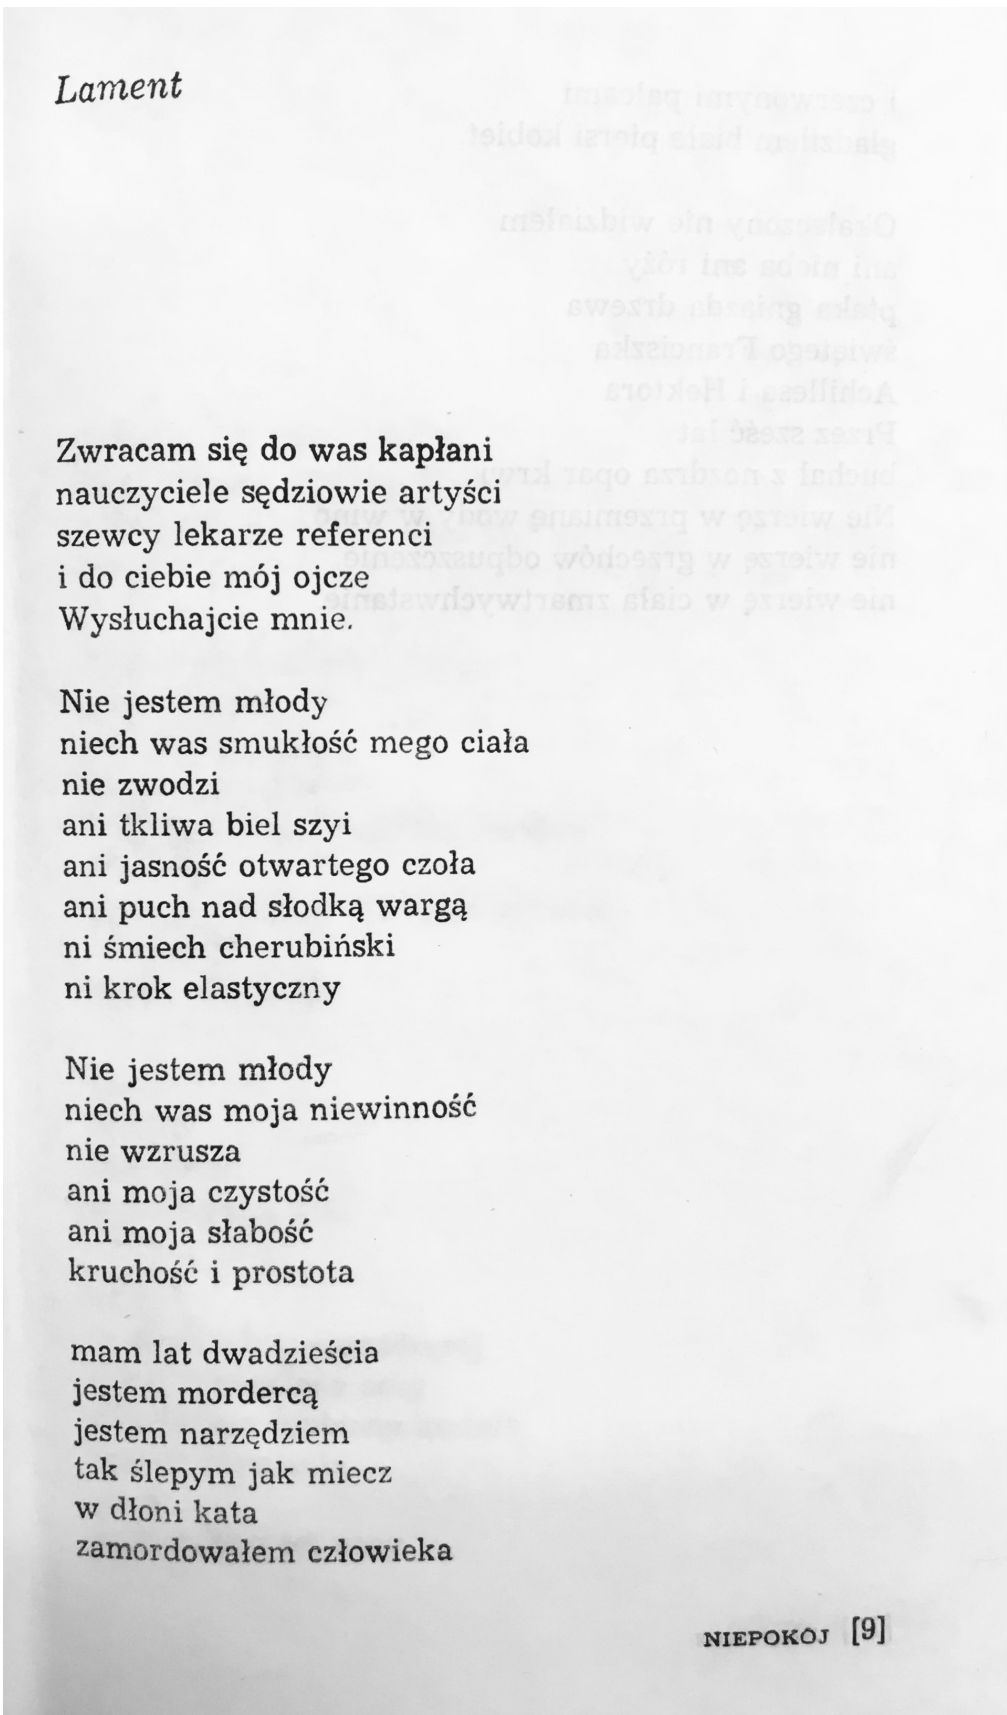 Lament
Zwracam się do was kapłani
nauczyciele sędziowie artyści
szewcy lekarze referenci
i do ciebie mój ojcze
Wysłuchajcie mnie.
Nie jestem młody
niech was smukłość mego ciała
nie zwodzi
ani tkliwa biel szyi
ani jasność otwartego czoła
ani puch nad słodką wargą
ni śmiech cherubiński
ni krok elastyczny
Nie jestem młody
niech was moja niewinność
nie wzrusza
ani moja czystość
ani moja słabość
kruchość i prostota
mam lat dwadzieścia
jestem mordercą
jestem narzędziem
tak ślepym jak miecz
w dłoni kata
zamordowałem człowieka
NIEPOKÓJ [9]